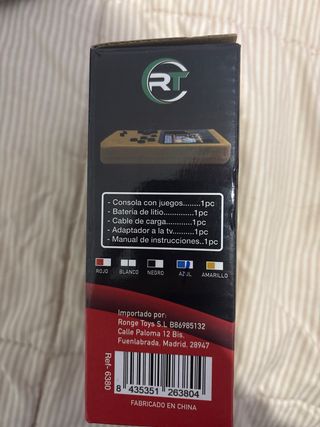 RT
- Consola con juegos........1pc
- Batería de litio..............1pc
- Cable de carga..............1pc
- Adaptador a la tv..........1pc
- Manual de instrucciones..1pc
ROJO BLANCO NEGRO AZUL AMARILLO
Importado por:
Ronge Toys S.L B86985132
Calle Paloma 12 Bis.
Fuenlabrada, Madrid. 28947
Ref- 6380
8 435351 263804
FABRICADO EN CHINA